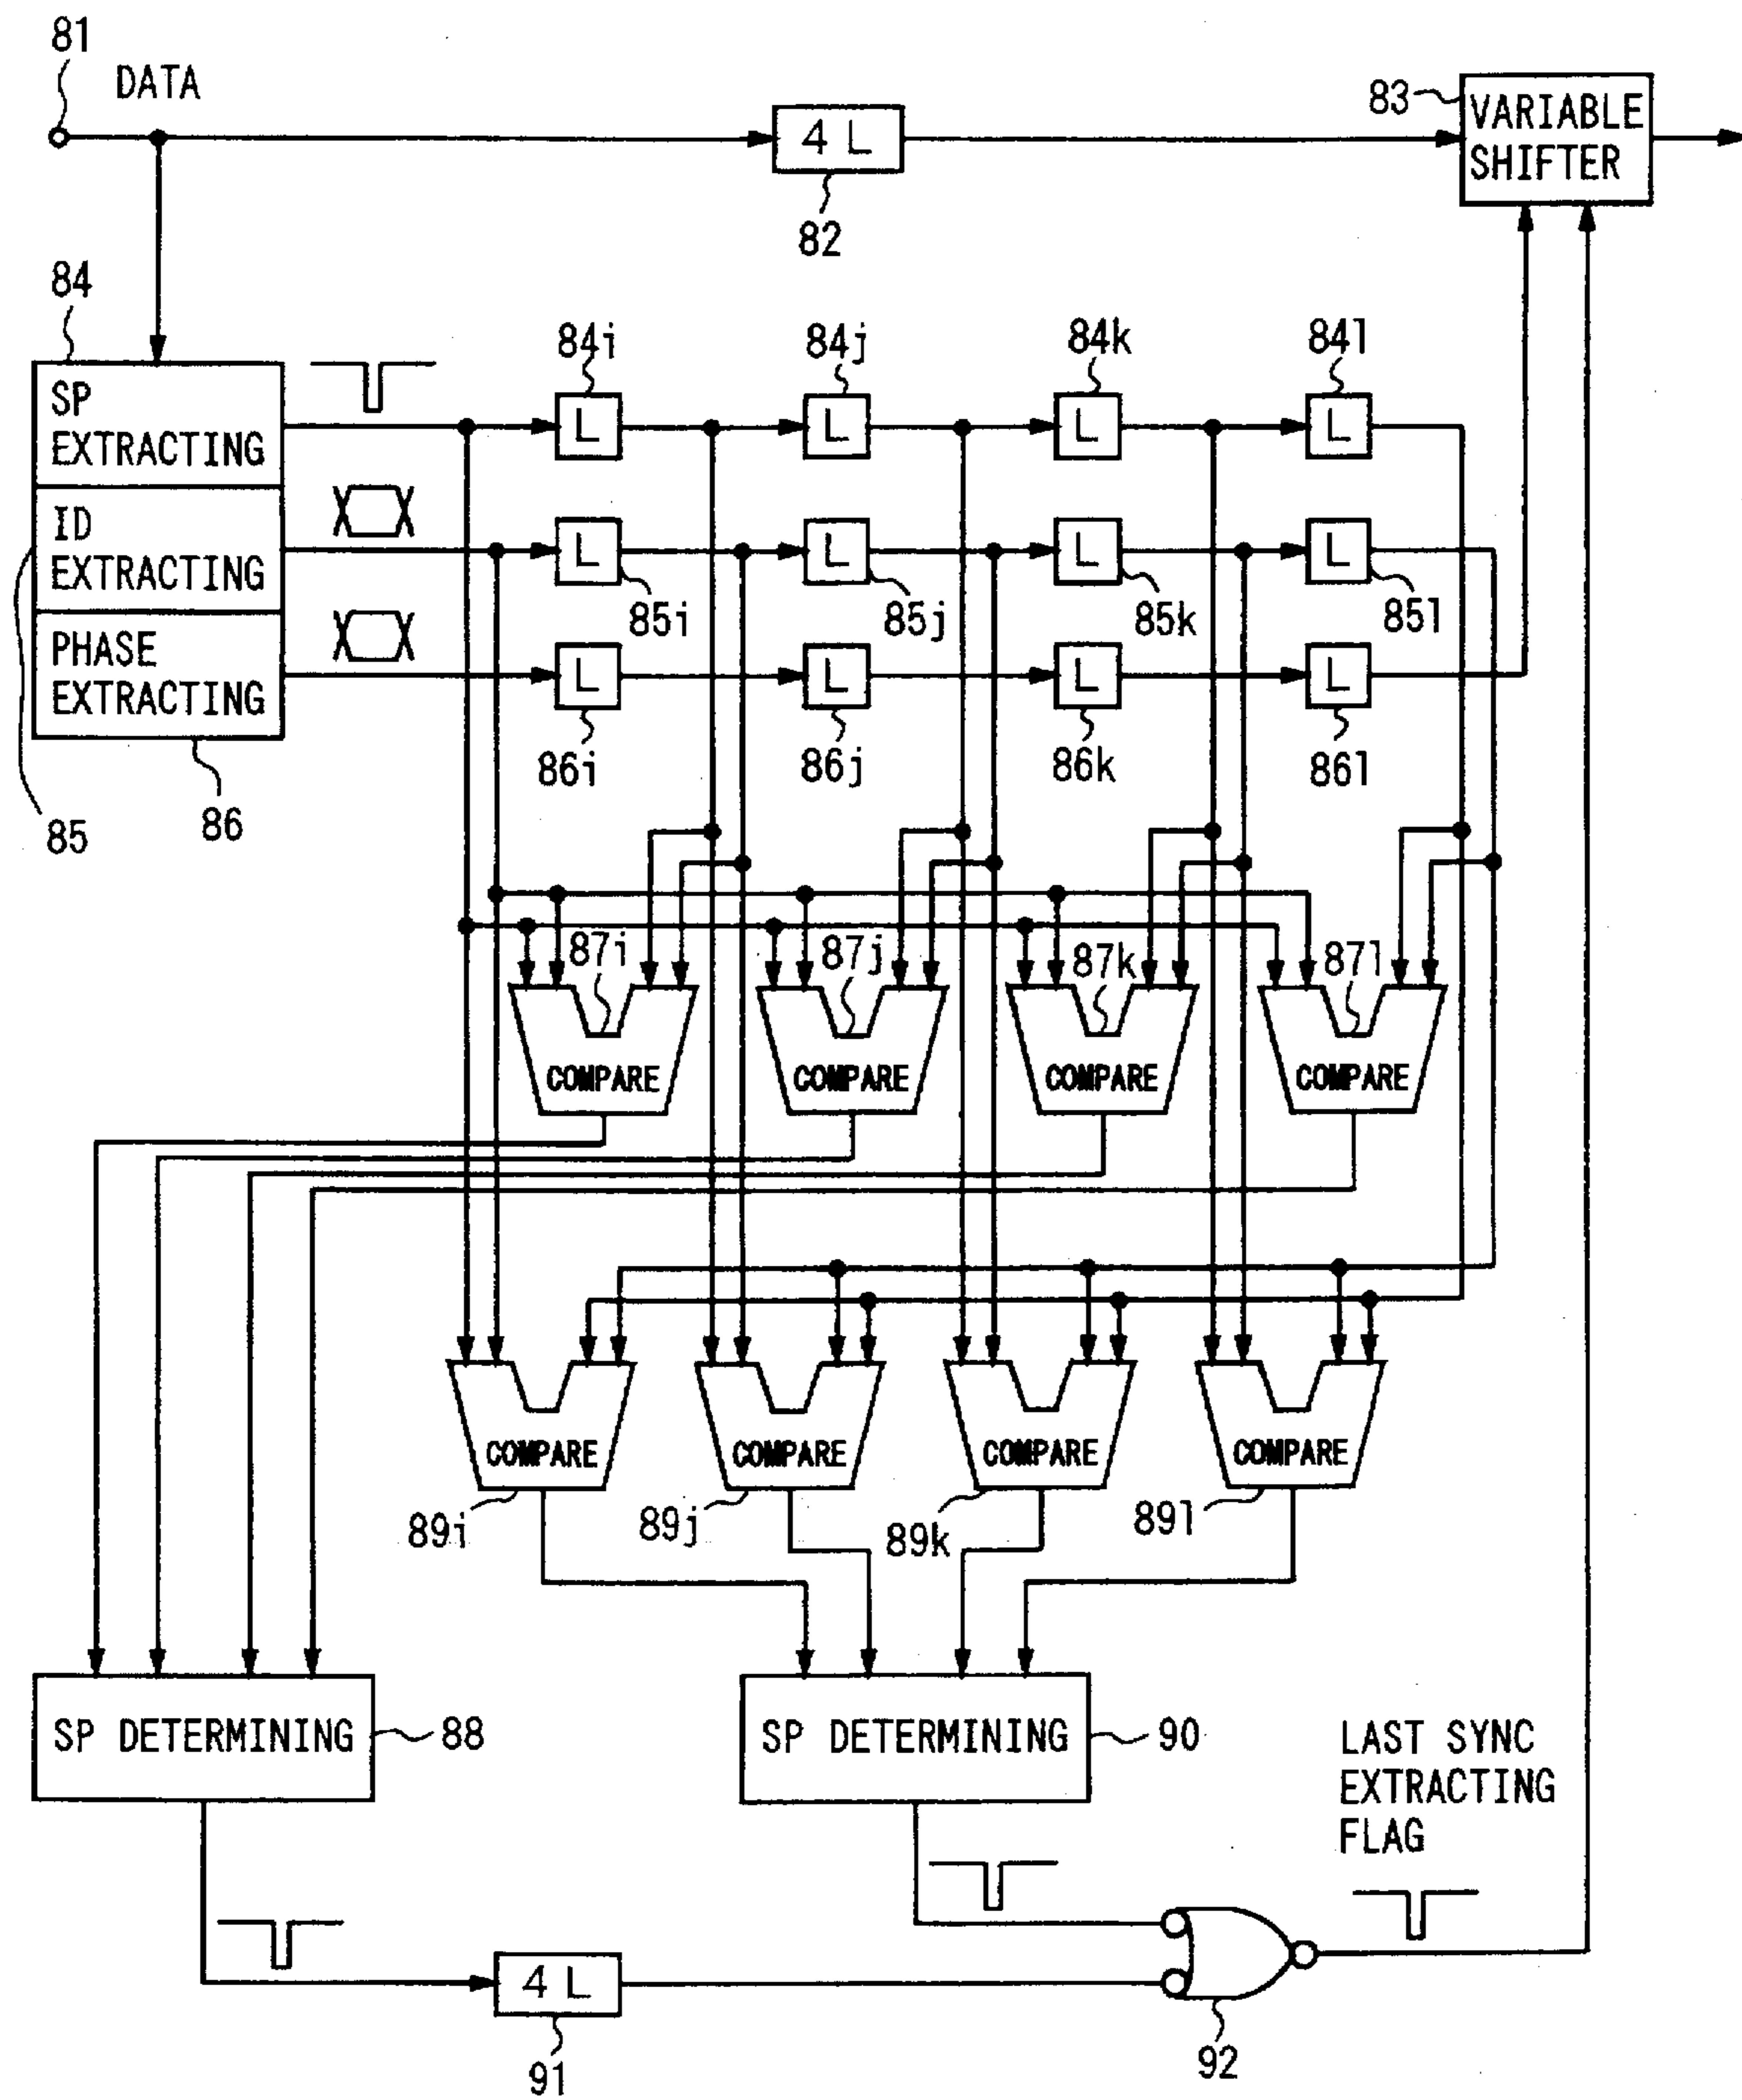 81
DATA
83
VARIABLE
SHIFTER
4 L
82
84
SP
EXTRACTING
ID
EXTRACTING
PHASE
EXTRACTING
85
86
84i
84j
84k
84l
L
L
L
L
L
L
L
L
85i
85j
85k
85l
L
L
L
L
86i
86j
86k
86l
87i
87j
87k
87l
COMPARE
COMPARE
COMPARE
COMPARE
COMPARE
COMPARE
COMPARE
COMPARE
89i
89j
89k
89l
SP DETERMINING
88
SP DETERMINING
90
LAST SYNC
EXTRACTING
FLAG
4 L
91
92